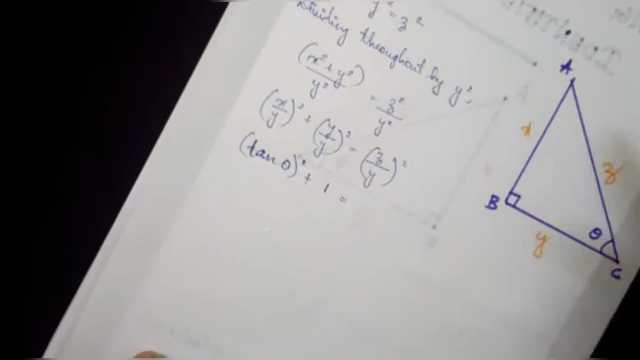 y² = z²
Dividing throughout by y²,
(x² + y²)/y² = z²/y²
(x/y)² + (y/y)² = (z/y)²
(tan θ)² + 1 =
A
x
z
B
θ
y
C